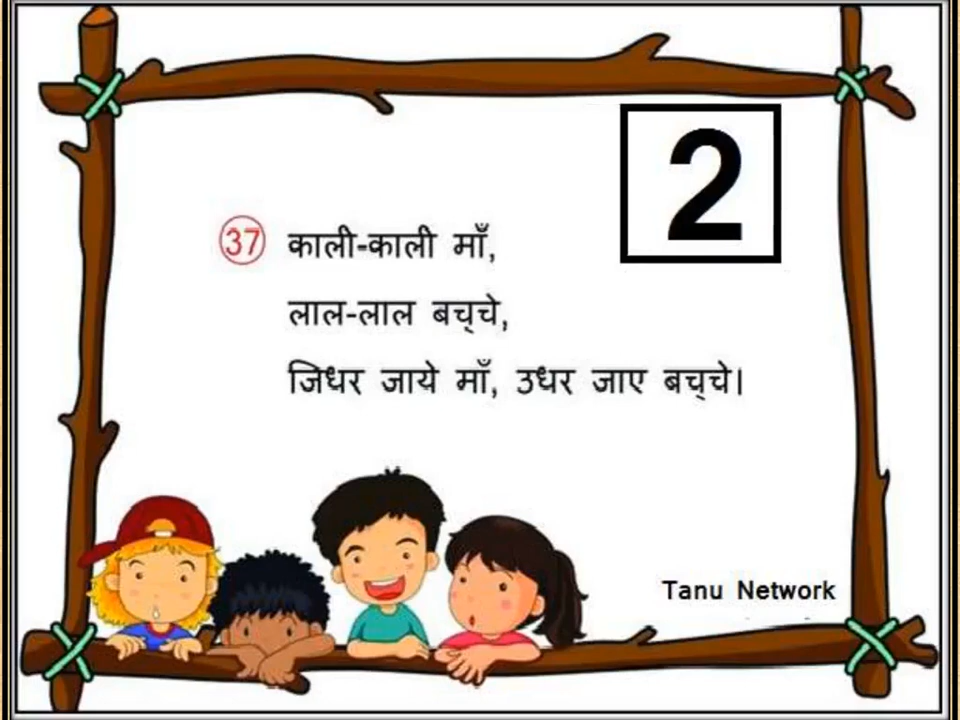 2
37 काली-काली माँ,
लाल-लाल बच्चे,
जिधर जाये माँ, उधर जाए बच्चे।
Tanu Network